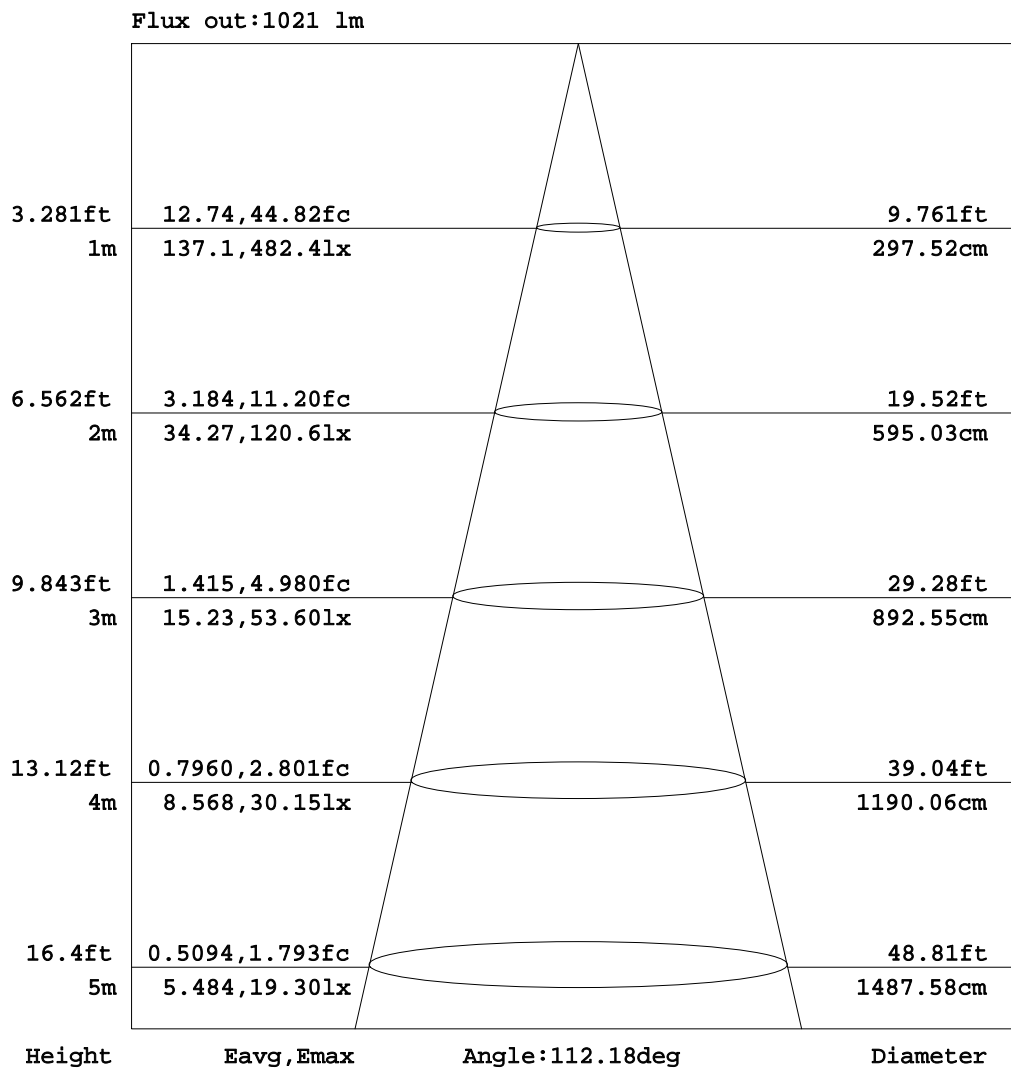 Flux out:1021 lm
3.281ft 12.74,44.82fc 9.761ft
1m 137.1,482.4lx 297.52cm
6.562ft 3.184,11.20fc 19.52ft
2m 34.27,120.6lx 595.03cm
9.843ft 1.415,4.980fc 29.28ft
3m 15.23,53.60lx 892.55cm
13.12ft 0.7960,2.801fc 39.04ft
4m 8.568,30.15lx 1190.06cm
16.4ft 0.5094,1.793fc 48.81ft
5m 5.484,19.30lx 1487.58cm
Height Eavg,Emax Angle:112.18deg Diameter